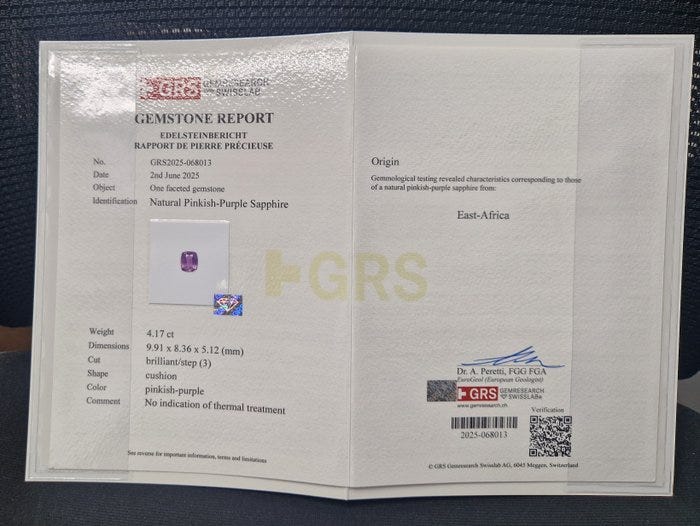 GRS GEMRESEARCH
SWISSLAB
GEMSTONE REPORT
EDELSTEINBERICHT
RAPPORT DE PIERRE PRÉCIEUSE
No. GRS2025-068013
Date 2nd June 2025
Object One faceted gemstone
Identification Natural Pinkish-Purple Sapphire
Weight 4.17 ct
Dimensions 9.91 x 8.36 x 5.12 (mm)
Cut brilliant/step (3)
Shape cushion
Color pinkish-purple
Comment No indication of thermal treatment
See reverse for important information, terms and limitations
GRS
Origin
Gemmological testing revealed characteristics corresponding to those
of a natural pinkish-purple sapphire from:
East-Africa
Dr. A. Peretti, FGG FGA
EuroGeol (European Geologist)
GRS GEMRESEARCH
SWISSLAB
www.gemresearch.ch
Verification
2025-068013
© GRS Gemresearch Swisslab AG, 6045 Meggen, Switzerland